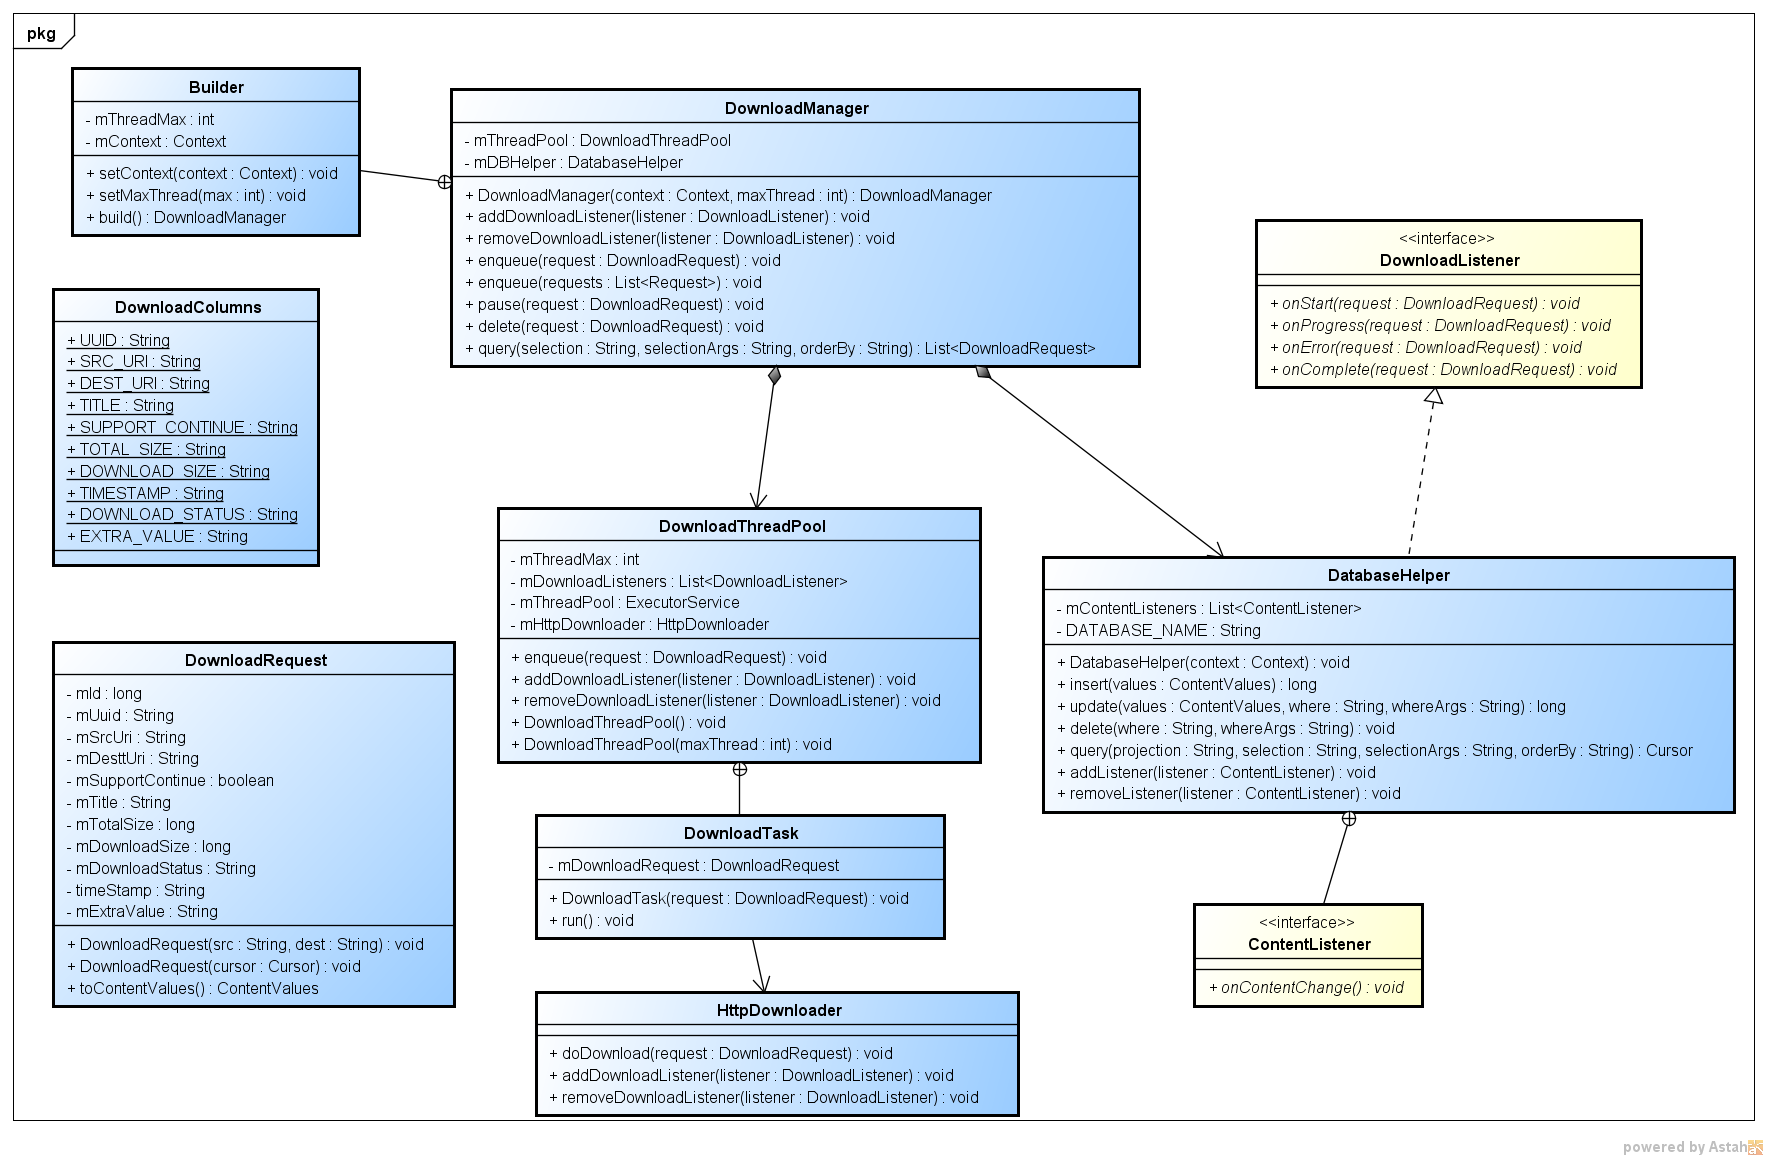 pkg
Builder
- mThreadMax : int
- mContext : Context
+ setContext(context : Context) : void
+ setMaxThread(max : int) : void
+ build() : DownloadManager
DownloadManager
- mThreadPool : DownloadThreadPool
- mDBHelper : DatabaseHelper
+ DownloadManager(context : Context, maxThread : int) : DownloadManager
+ addDownloadListener(listener : DownloadListener) : void
+ removeDownloadListener(listener : DownloadListener) : void
+ enqueue(request : DownloadRequest) : void
+ enqueue(requests : List<Request>) : void
+ pause(request : DownloadRequest) : void
+ delete(request : DownloadRequest) : void
+ query(selection : String, selectionArgs : String, orderBy : String) : List<DownloadRequest>
<<interface>>
DownloadListener
+ onStart(request : DownloadRequest) : void
+ onProgress(request : DownloadRequest) : void
+ onError(request : DownloadRequest) : void
+ onComplete(request : DownloadRequest) : void
DownloadColumns
+ UUID : String
+ SRC_URI : String
+ DEST_URI : String
+ TITLE : String
+ SUPPORT_CONTINUE : String
+ TOTAL_SIZE : String
+ DOWNLOAD_SIZE : String
+ TIMESTAMP : String
+ DOWNLOAD_STATUS : String
+ EXTRA_VALUE : String
DownloadThreadPool
- mThreadMax : int
- mDownloadListeners : List<DownloadListener>
- mThreadPool : ExecutorService
- mHttpDownloader : HttpDownloader
+ enqueue(request : DownloadRequest) : void
+ addDownloadListener(listener : DownloadListener) : void
+ removeDownloadListener(listener : DownloadListener) : void
+ DownloadThreadPool() : void
+ DownloadThreadPool(maxThread : int) : void
DatabaseHelper
- mContentListeners : List<ContentListener>
- DATABASE_NAME : String
+ DatabaseHelper(context : Context) : void
+ insert(values : ContentValues) : long
+ update(values : ContentValues, where : String, whereArgs : String) : long
+ delete(where : String, whereArgs : String) : void
+ query(projection : String, selection : String, selectionArgs : String, orderBy : String) : Cursor
+ addListener(listener : ContentListener) : void
+ removeListener(listener : ContentListener) : void
DownloadRequest
- mId : long
- mUuid : String
- mSrcUri : String
- mDesttUri : String
- mSupportContinue : boolean
- mTitle : String
- mTotalSize : long
- mDownloadSize : long
- mDownloadStatus : String
- timeStamp : String
- mExtraValue : String
+ DownloadRequest(src : String, dest : String) : void
+ DownloadRequest(cursor : Cursor) : void
+ toContentValues() : ContentValues
DownloadTask
- mDownloadRequest : DownloadRequest
+ DownloadTask(request : DownloadRequest) : void
+ run() : void
<<interface>>
ContentListener
+ onContentChange() : void
HttpDownloader
+ doDownload(request : DownloadRequest) : void
+ addDownloadListener(listener : DownloadListener) : void
+ removeDownloadListener(listener : DownloadListener) : void
powered by Astah